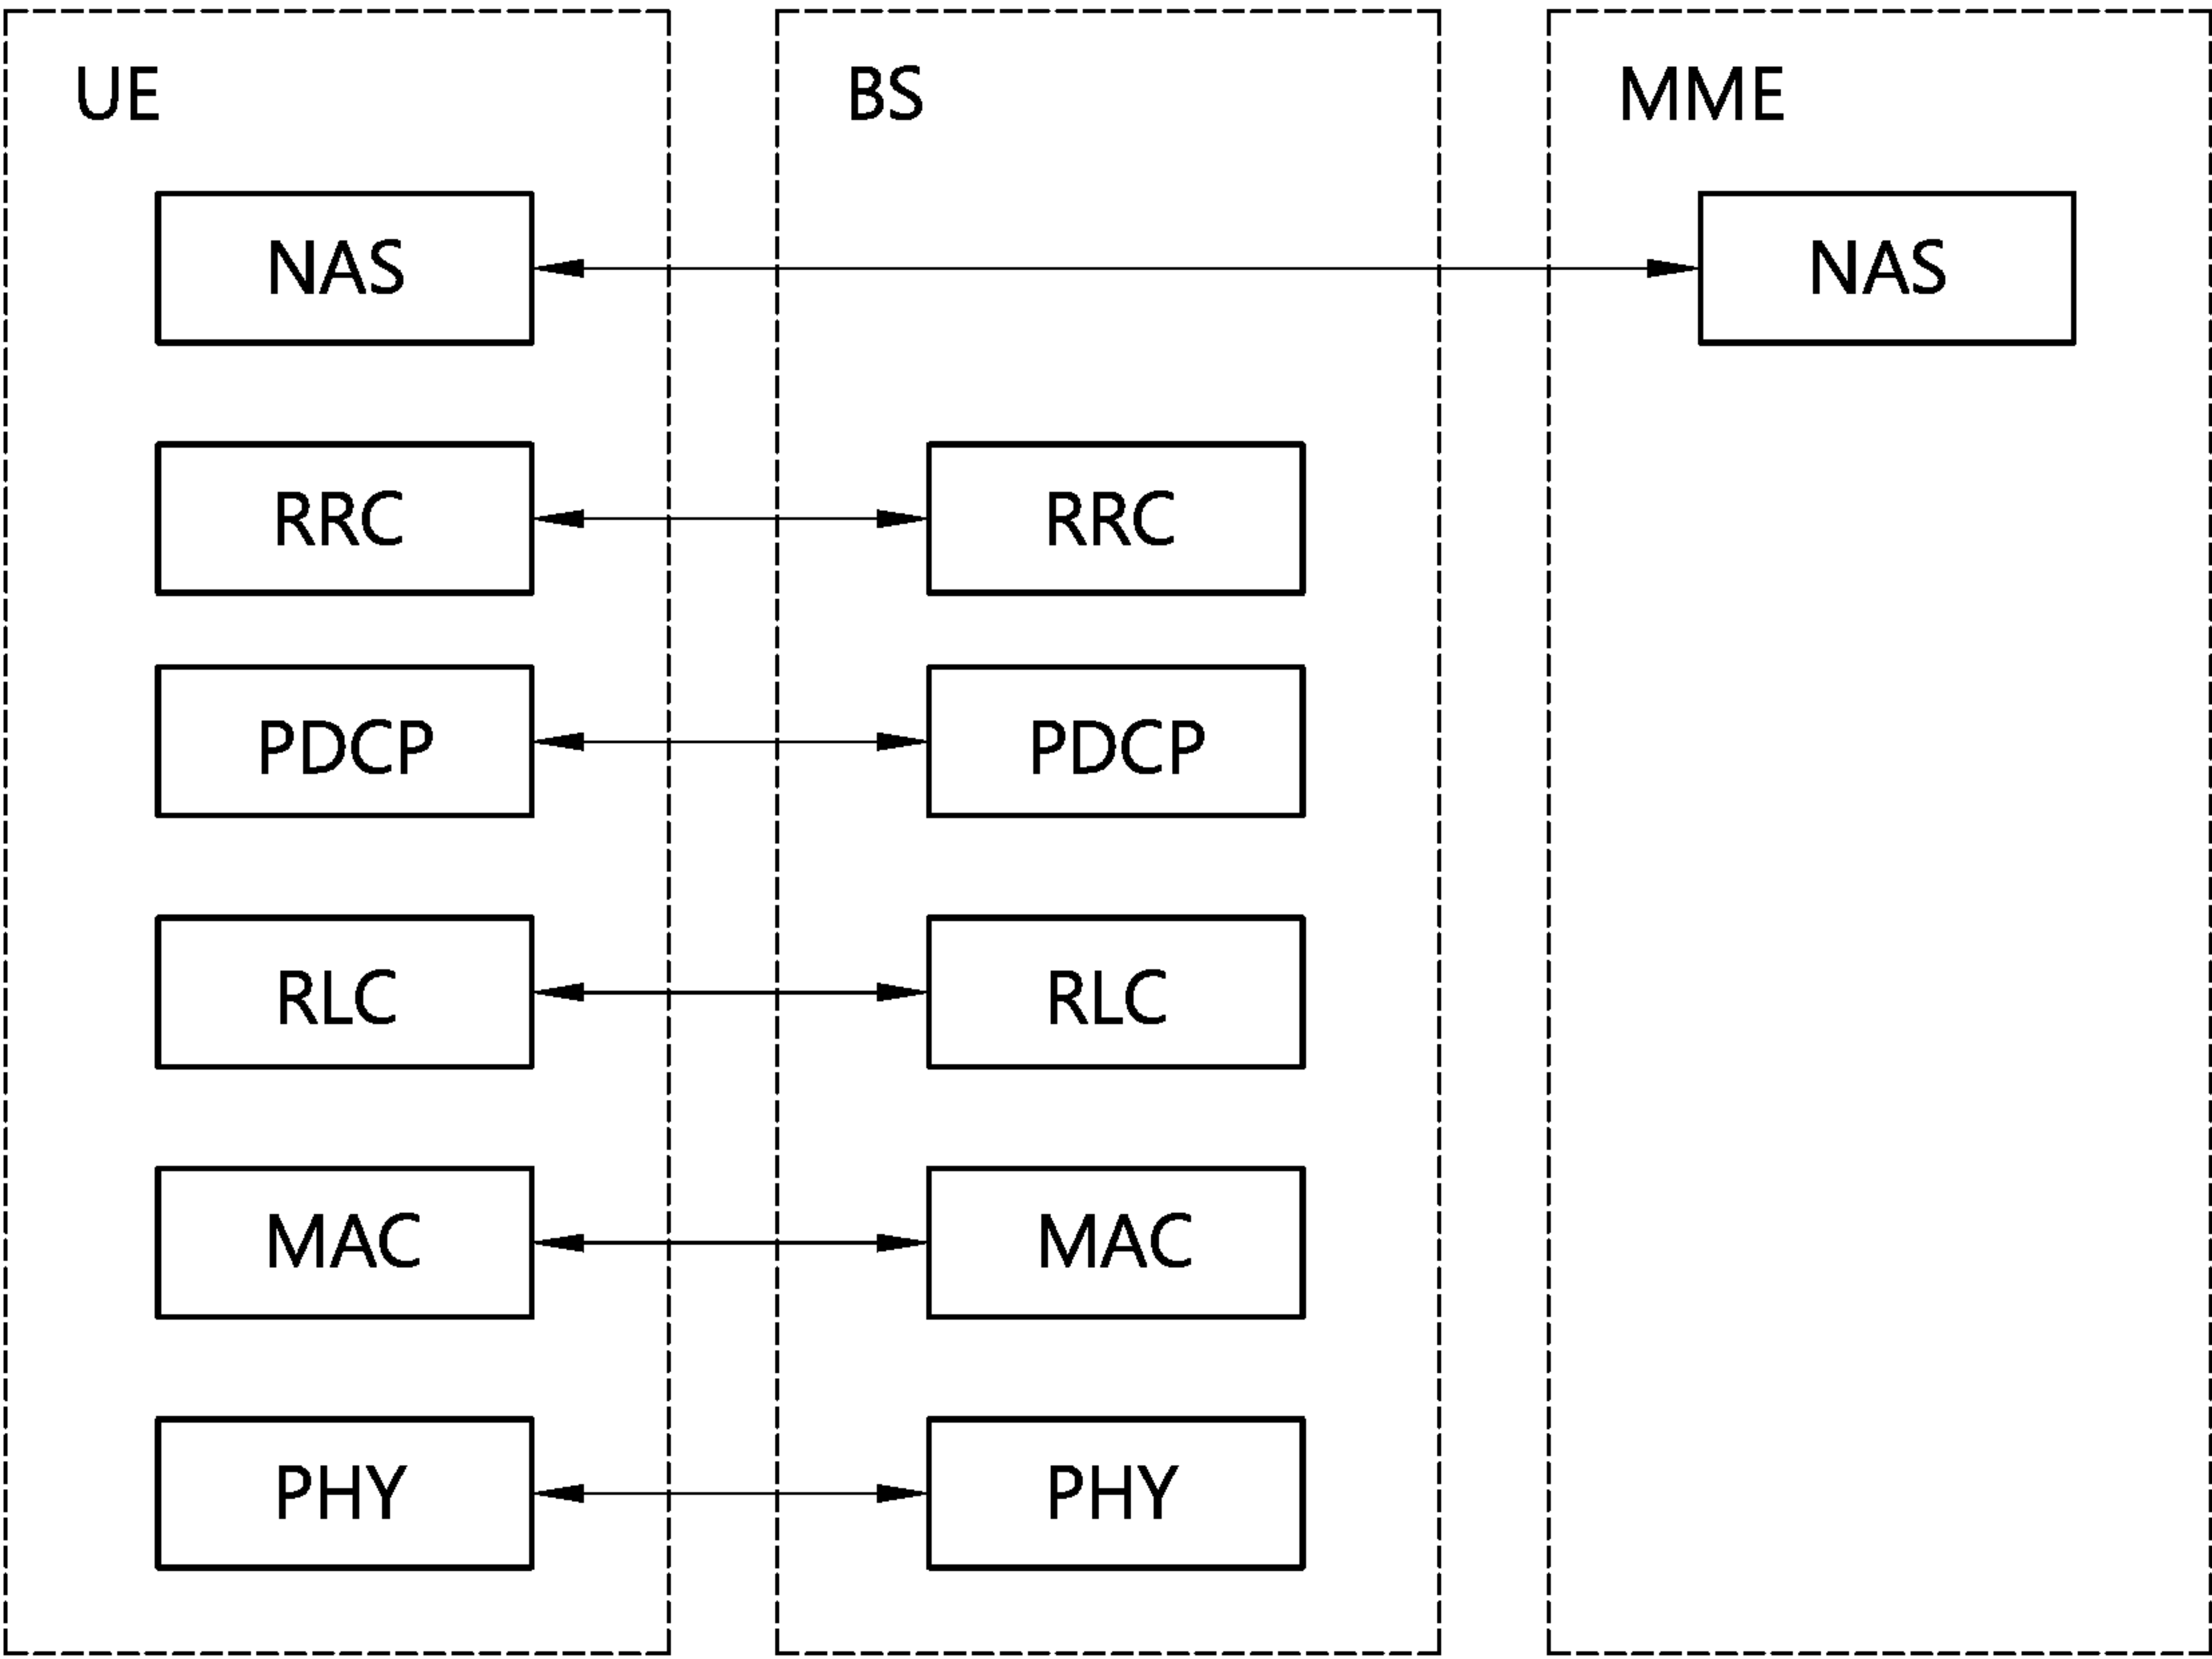 UE BS MME
NAS NAS
RRC RRC
PDCP PDCP
RLC RLC
MAC MAC
PHY PHY